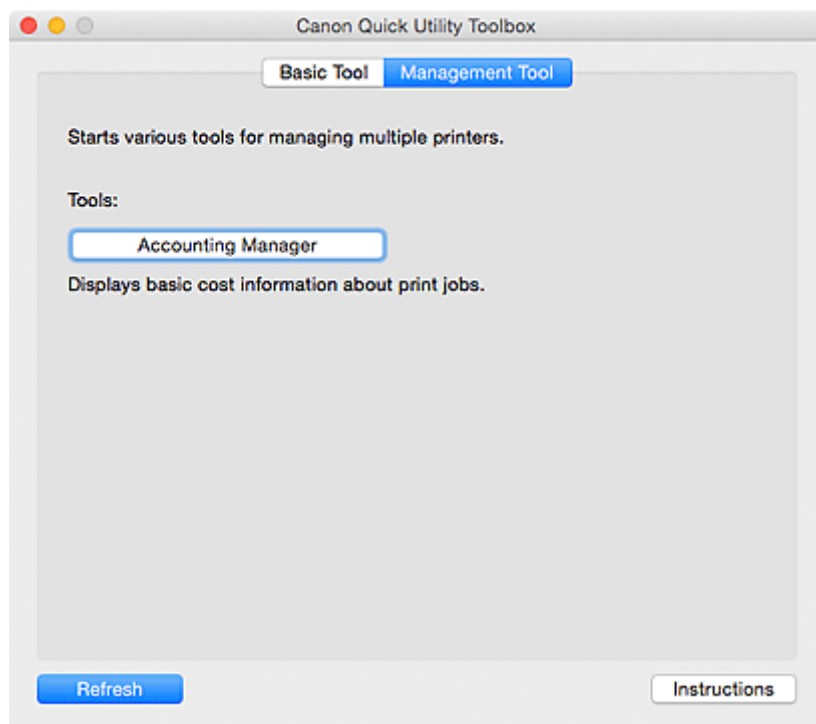 Canon Quick Utility Toolbox
Basic Tool Management Tool
Starts various tools for managing multiple printers.
Tools:
Accounting Manager
Displays basic cost information about print jobs.
Refresh Instructions